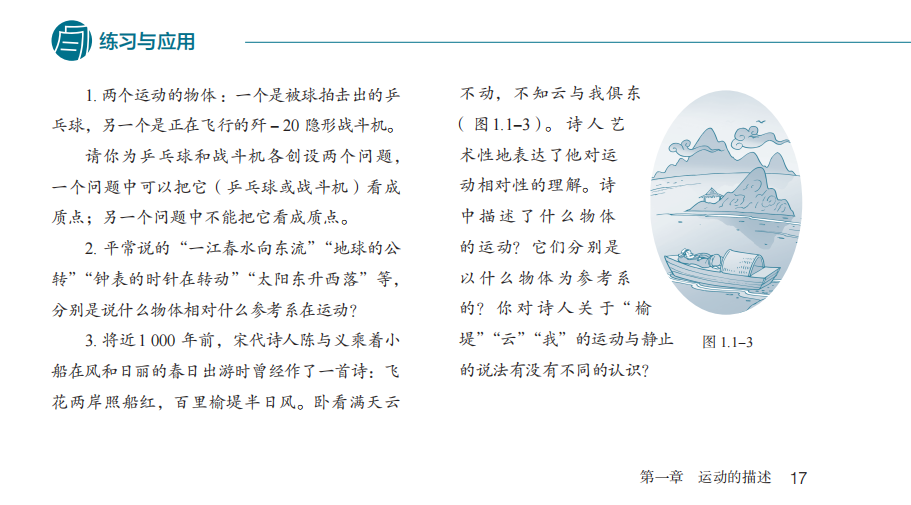 练习与应用
1. 两个运动的物体：一个是被球拍击出的乒
乓球，另一个是正在飞行的歼－20 隐形战斗机。
请你为乒乓球和战斗机各创设两个问题，
一个问题中可以把它（乒乓球或战斗机）看成
质点；另一个问题中不能把它看成质点。
2. 平常说的“一江春水向东流”“地球的公
转”“钟表的时针在转动”“太阳东升西落”等，
分别是说什么物体相对什么参考系在运动？
3. 将近1 000 年前，宋代诗人陈与义乘着小
船在风和日丽的春日出游时曾经作了一首诗：飞
花两岸照船红，百里榆堤半日风。卧看满天云
不动，不知云与我俱东
（图1.1–3）。诗人艺
术性地表达了他对运
动相对性的理解。诗
中描述了什么物体
的运动？它们分别是
以什么物体为参考系
的？你对诗人关于“榆
堤”“云”“我”的运动与静止
的说法有没有不同的认识？
图 1.1–3
第一章 运动的描述 17